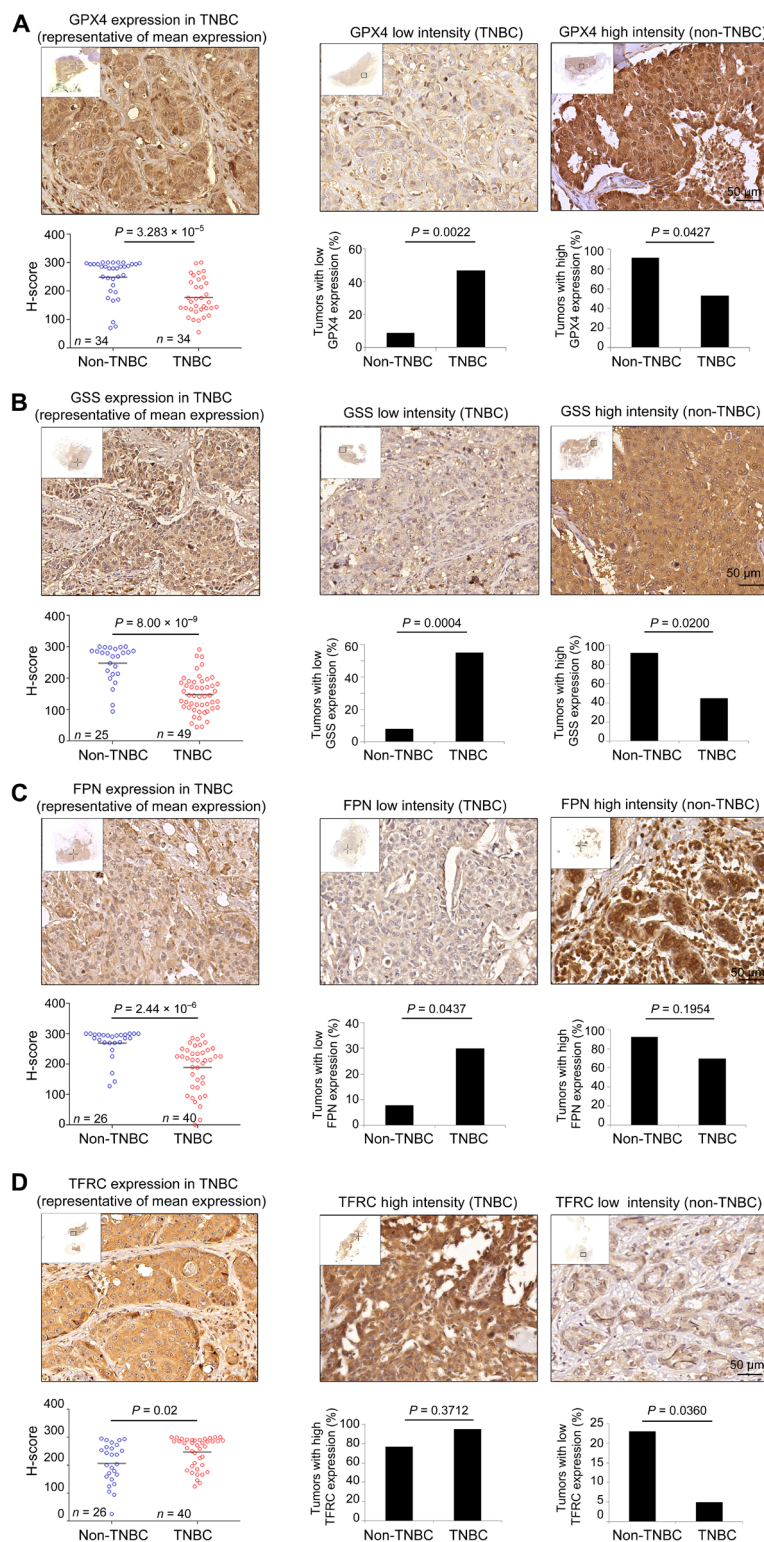 A
GPX4 expression in TNBC
(representative of mean expression)
GPX4 low intensity (TNBC)
GPX4 high intensity (non-TNBC)
50 µm
P = 3.283 × 10⁻⁵
H-score
400
300
200
100
0
n = 34
n = 34
Non-TNBC
TNBC
P = 0.0022
Tumors with low
GPX4 expression (%)
60
40
20
0
Non-TNBC
TNBC
P = 0.0427
Tumors with high
GPX4 expression (%)
100
80
60
40
20
0
Non-TNBC
TNBC
B
GSS expression in TNBC
(representative of mean expression)
GSS low intensity (TNBC)
GSS high intensity (non-TNBC)
50 µm
P = 8.00 × 10⁻⁹
H-score
400
300
200
100
0
n = 25
n = 49
Non-TNBC
TNBC
P = 0.0004
Tumors with low
GSS expression (%)
60
40
20
0
Non-TNBC
TNBC
P = 0.0200
Tumors with high
GSS expression (%)
100
80
60
40
20
0
Non-TNBC
TNBC
C
FPN expression in TNBC
(representative of mean expression)
FPN low intensity (TNBC)
FPN high intensity (non-TNBC)
50 µm
P = 2.44 × 10⁻⁶
H-score
400
300
200
100
0
n = 26
n = 40
Non-TNBC
TNBC
P = 0.0437
Tumors with low
FPN expression (%)
40
30
20
10
0
Non-TNBC
TNBC
P = 0.1954
Tumors with high
FPN expression (%)
100
80
60
40
20
0
Non-TNBC
TNBC
D
TFRC expression in TNBC
(representative of mean expression)
TFRC high intensity (TNBC)
TFRC low intensity (non-TNBC)
50 µm
P = 0.02
H-score
400
300
200
100
0
n = 26
n = 40
Non-TNBC
TNBC
P = 0.3712
Tumors with high
TFRC expression (%)
100
80
60
40
20
0
Non-TNBC
TNBC
P = 0.0360
Tumors with low
TFRC expression (%)
25
20
15
10
5
0
Non-TNBC
TNBC